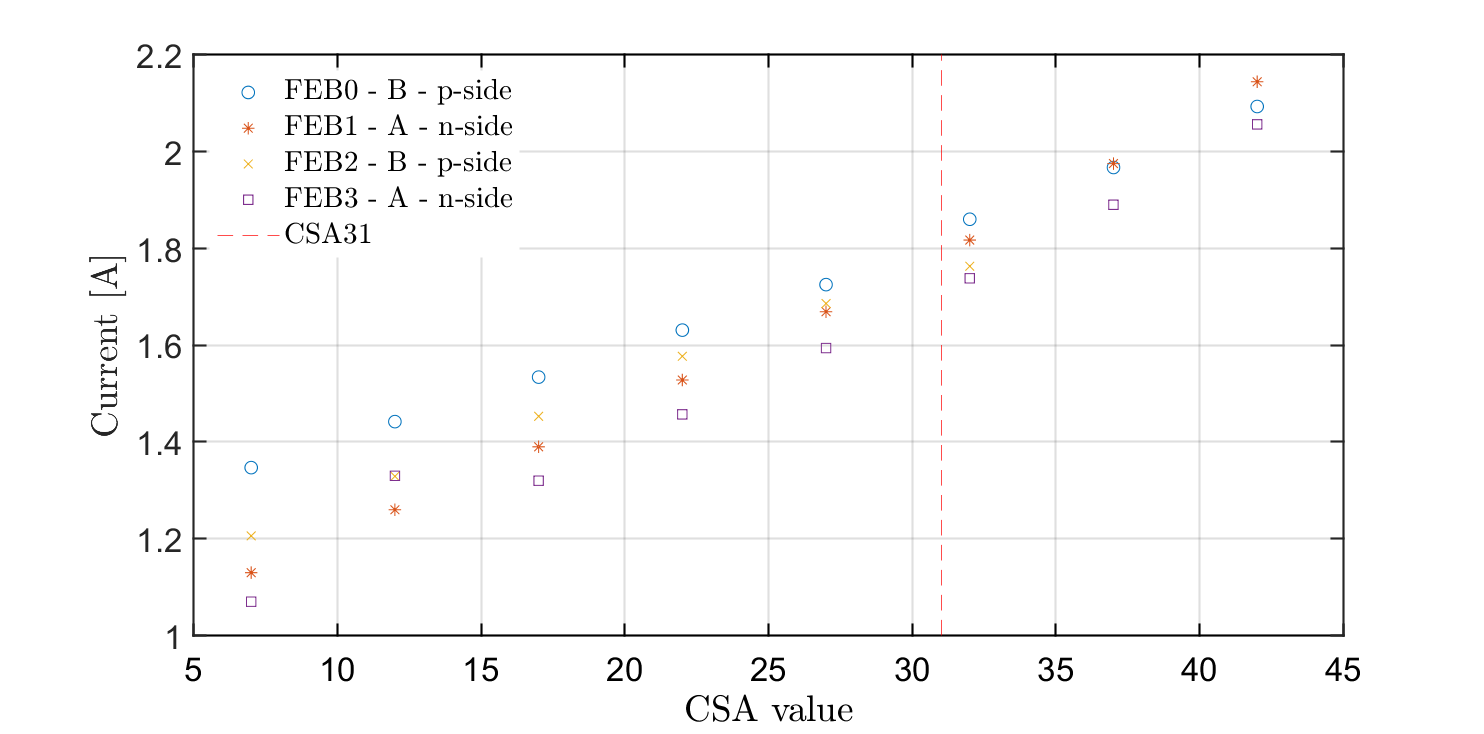 2.2
2
1.8
1.6
1.4
1.2
1
Current [A]
FEB0 - B - p-side
FEB1 - A - n-side
FEB2 - B - p-side
FEB3 - A - n-side
CSA31
5 10 15 20 25 30 35 40 45
CSA value